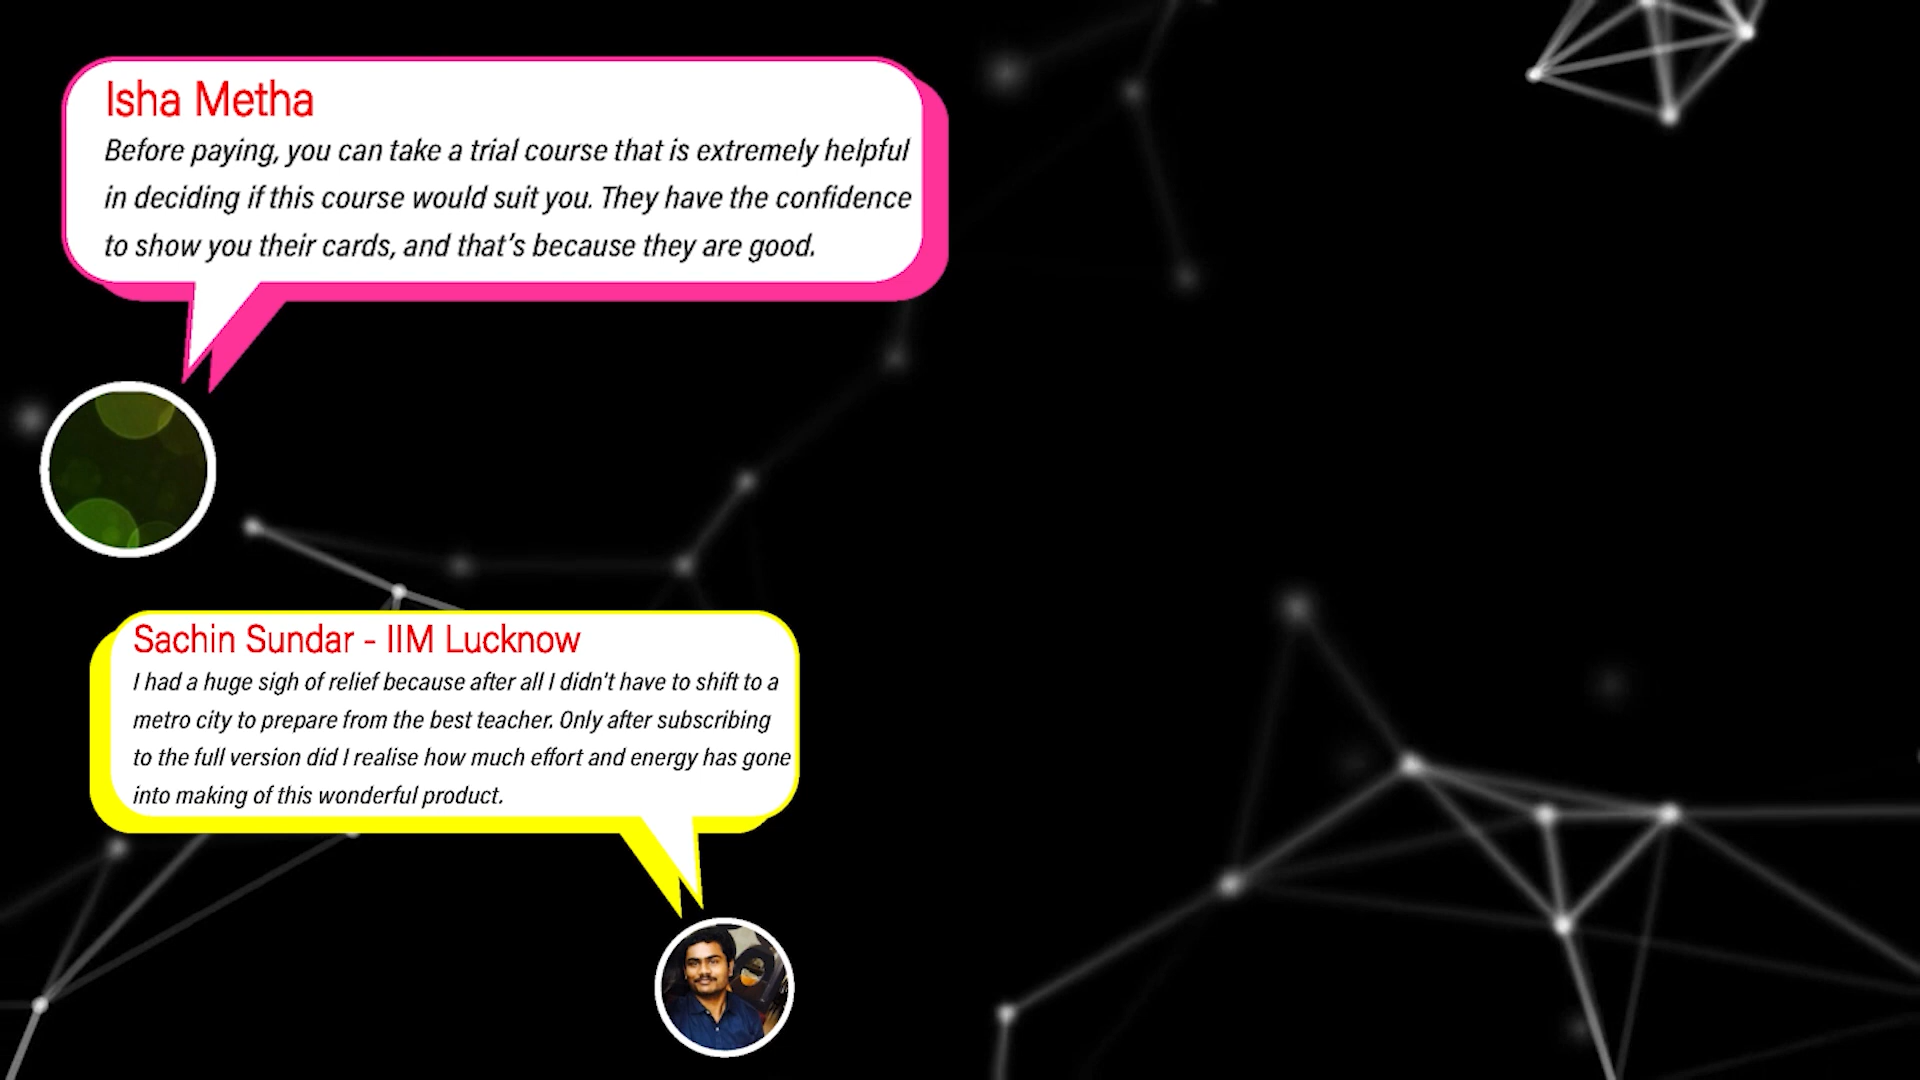 Isha Metha
Before paying, you can take a trial course that is extremely helpful
in deciding if this course would suit you. They have the confidence
to show you their cards, and that's because they are good.
Sachin Sundar - IIM Lucknow
I had a huge sigh of relief because after all I didn't have to shift to a
metro city to prepare from the best teacher. Only after subscribing
to the full version did I realise how much effort and energy has gone
into making of this wonderful product.